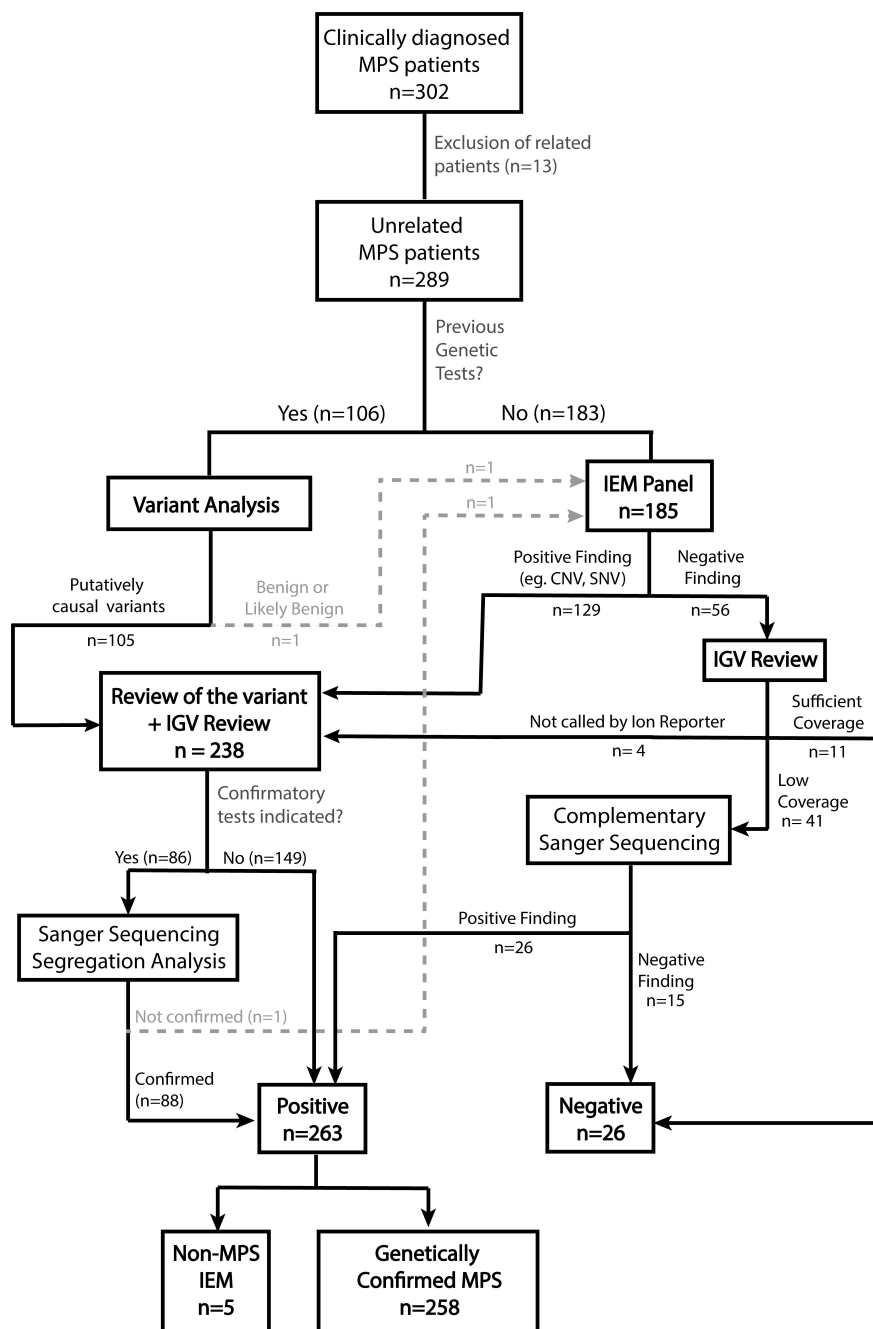 Clinically diagnosed
MPS patients
n=302
Exclusion of related
patients (n=13)
Unrelated
MPS patients
n=289
Previous
Genetic
Tests?
Yes (n=106)
No (n=183)
Variant Analysis
n=1
n=1
IEM Panel
n=185
Putatively
causal variants
n=105
Benign or
Likely Benign
n=1
Positive Finding
(eg. CNV, SNV)
n=129
Negative
Finding
n=56
IGV Review
Review of the variant
+ IGV Review
n = 238
Not called by Ion Reporter
n= 4
Sufficient
Coverage
n=11
Low
Coverage
n= 41
Confirmatory
tests indicated?
Complementary
Sanger Sequencing
Yes (n=86)
No (n=149)
Sanger Sequencing
Segregation Analysis
Positive Finding
n=26
Negative
Finding
n=15
Not confirmed (n=1)
Confirmed
(n=88)
Positive
n=263
Negative
n=26
Non-MPS
IEM
n=5
Genetically
Confirmed MPS
n=258